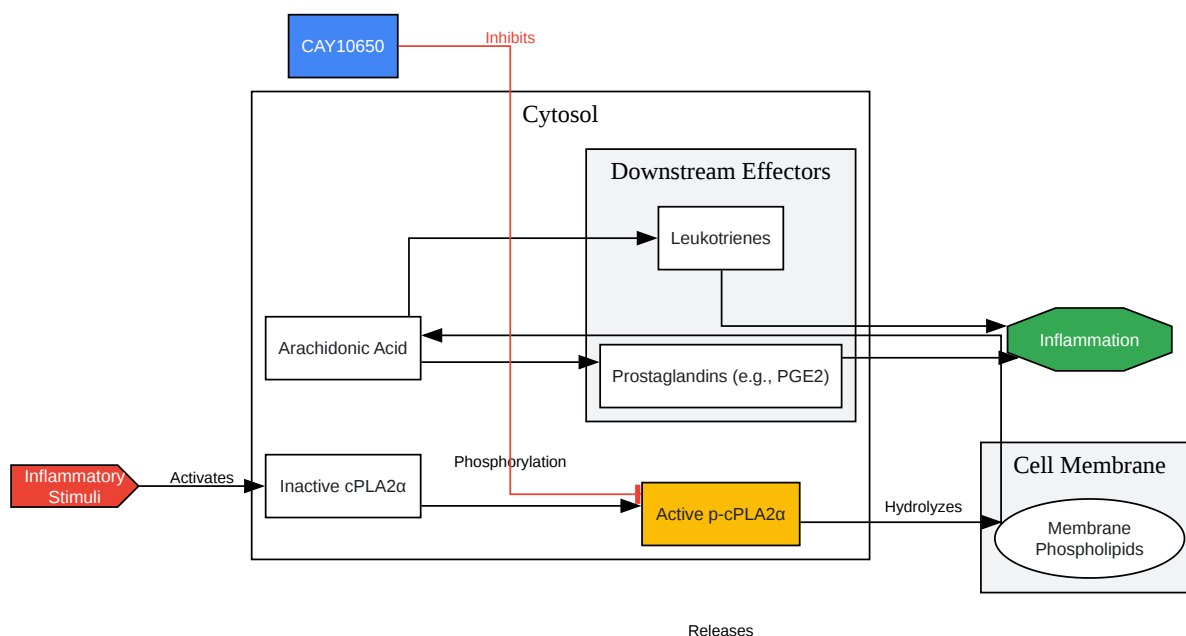 CAY10650
Inhibits
Cytosol
Downstream Effectors
Leukotrienes
Arachidonic Acid
Prostaglandins (e.g., PGE2)
Inflammation
Inflammatory
Stimuli
Activates
Inactive cPLA2α
Phosphorylation
Active p-cPLA2α
Hydrolyzes
Cell Membrane
Membrane
Phospholipids
Releases